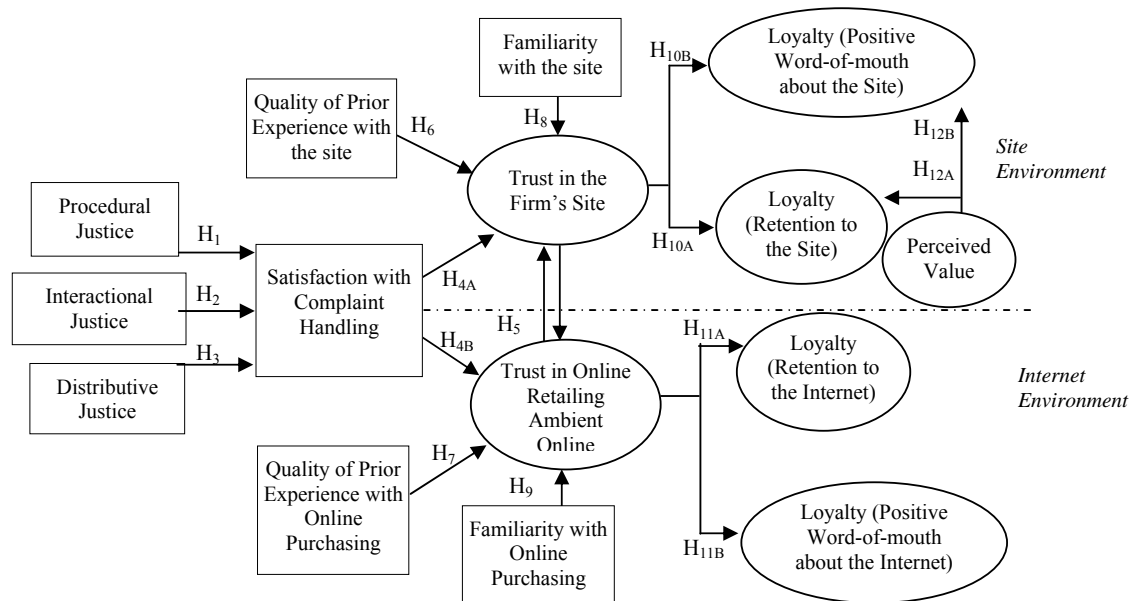 Familiarity
with the site
H8
Quality of Prior
Experience with
the site
H6
Loyalty (Positive
Word-of-mouth
about the Site)
H10B
H12B
H12A
Site
Environment
Trust in the
Firm's Site
H10A
Loyalty
(Retention to
the Site)
Perceived
Value
Procedural
Justice
H1
Interactional
Justice
H2
Distributive
Justice
H3
Satisfaction with
Complaint
Handling
H4A
H4B
H5
H11A
Loyalty
(Retention to
the Internet)
Internet
Environment
Trust in Online
Retailing
Ambient
Online
Quality of Prior
Experience with
Online
Purchasing
H7
H9
Familiarity with
Online
Purchasing
H11B
Loyalty (Positive
Word-of-mouth
about the Internet)